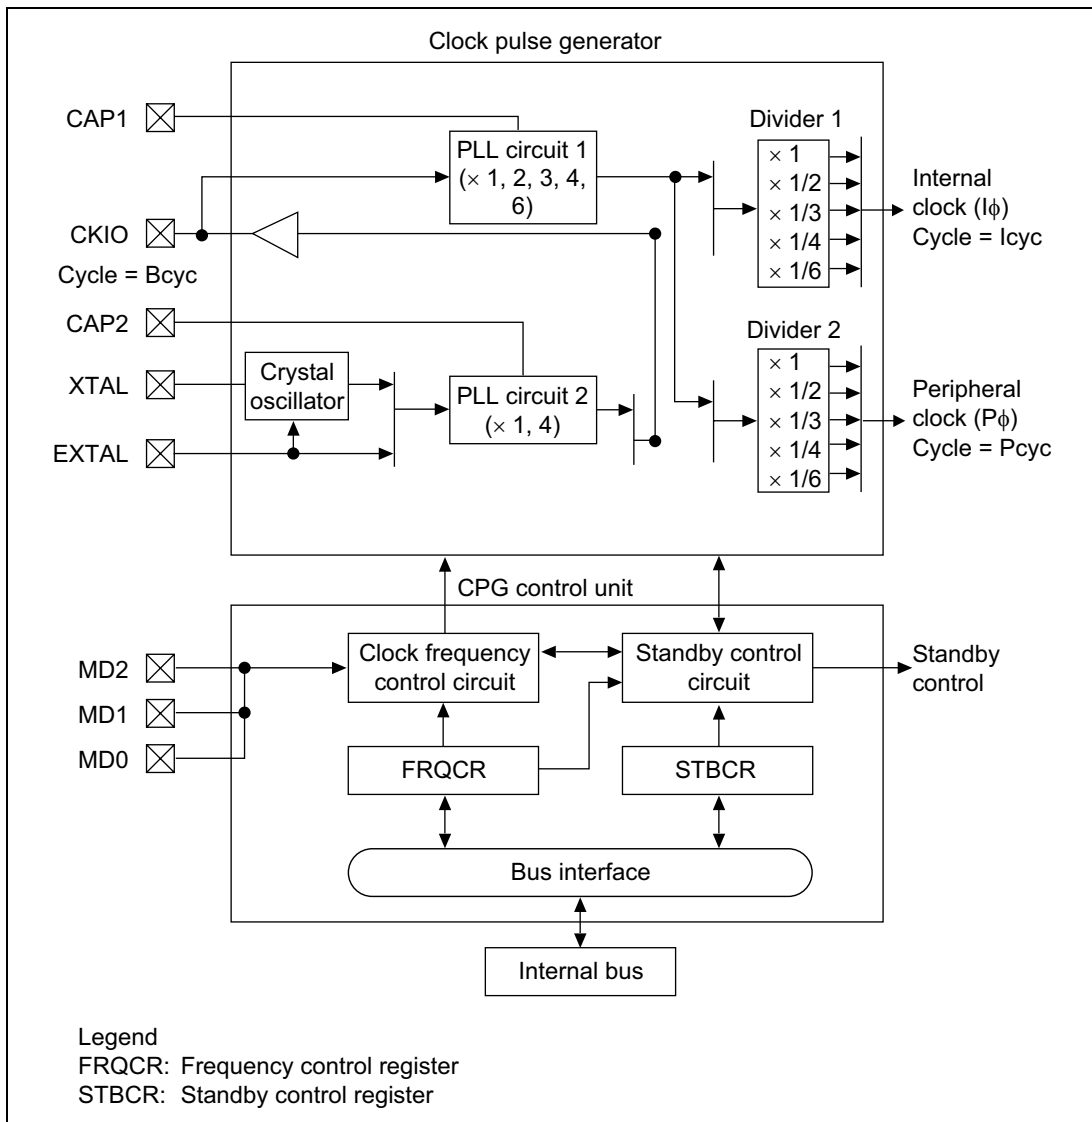 Clock pulse generator
CAP1
PLL circuit 1
(× 1, 2, 3, 4,
6)
Divider 1
× 1
× 1/2
× 1/3
× 1/4
× 1/6
Internal
clock (Iϕ)
Cycle = Icyc
CKIO
Cycle = Bcyc
CAP2
XTAL
Crystal
oscillator
EXTAL
PLL circuit 2
(× 1, 4)
Divider 2
× 1
× 1/2
× 1/3
× 1/4
× 1/6
Peripheral
clock (Pϕ)
Cycle = Pcyc
CPG control unit
MD2
MD1
MD0
Clock frequency
control circuit
Standby control
circuit
Standby
control
FRQCR
STBCR
Bus interface
Internal bus
Legend
FRQCR: Frequency control register
STBCR: Standby control register